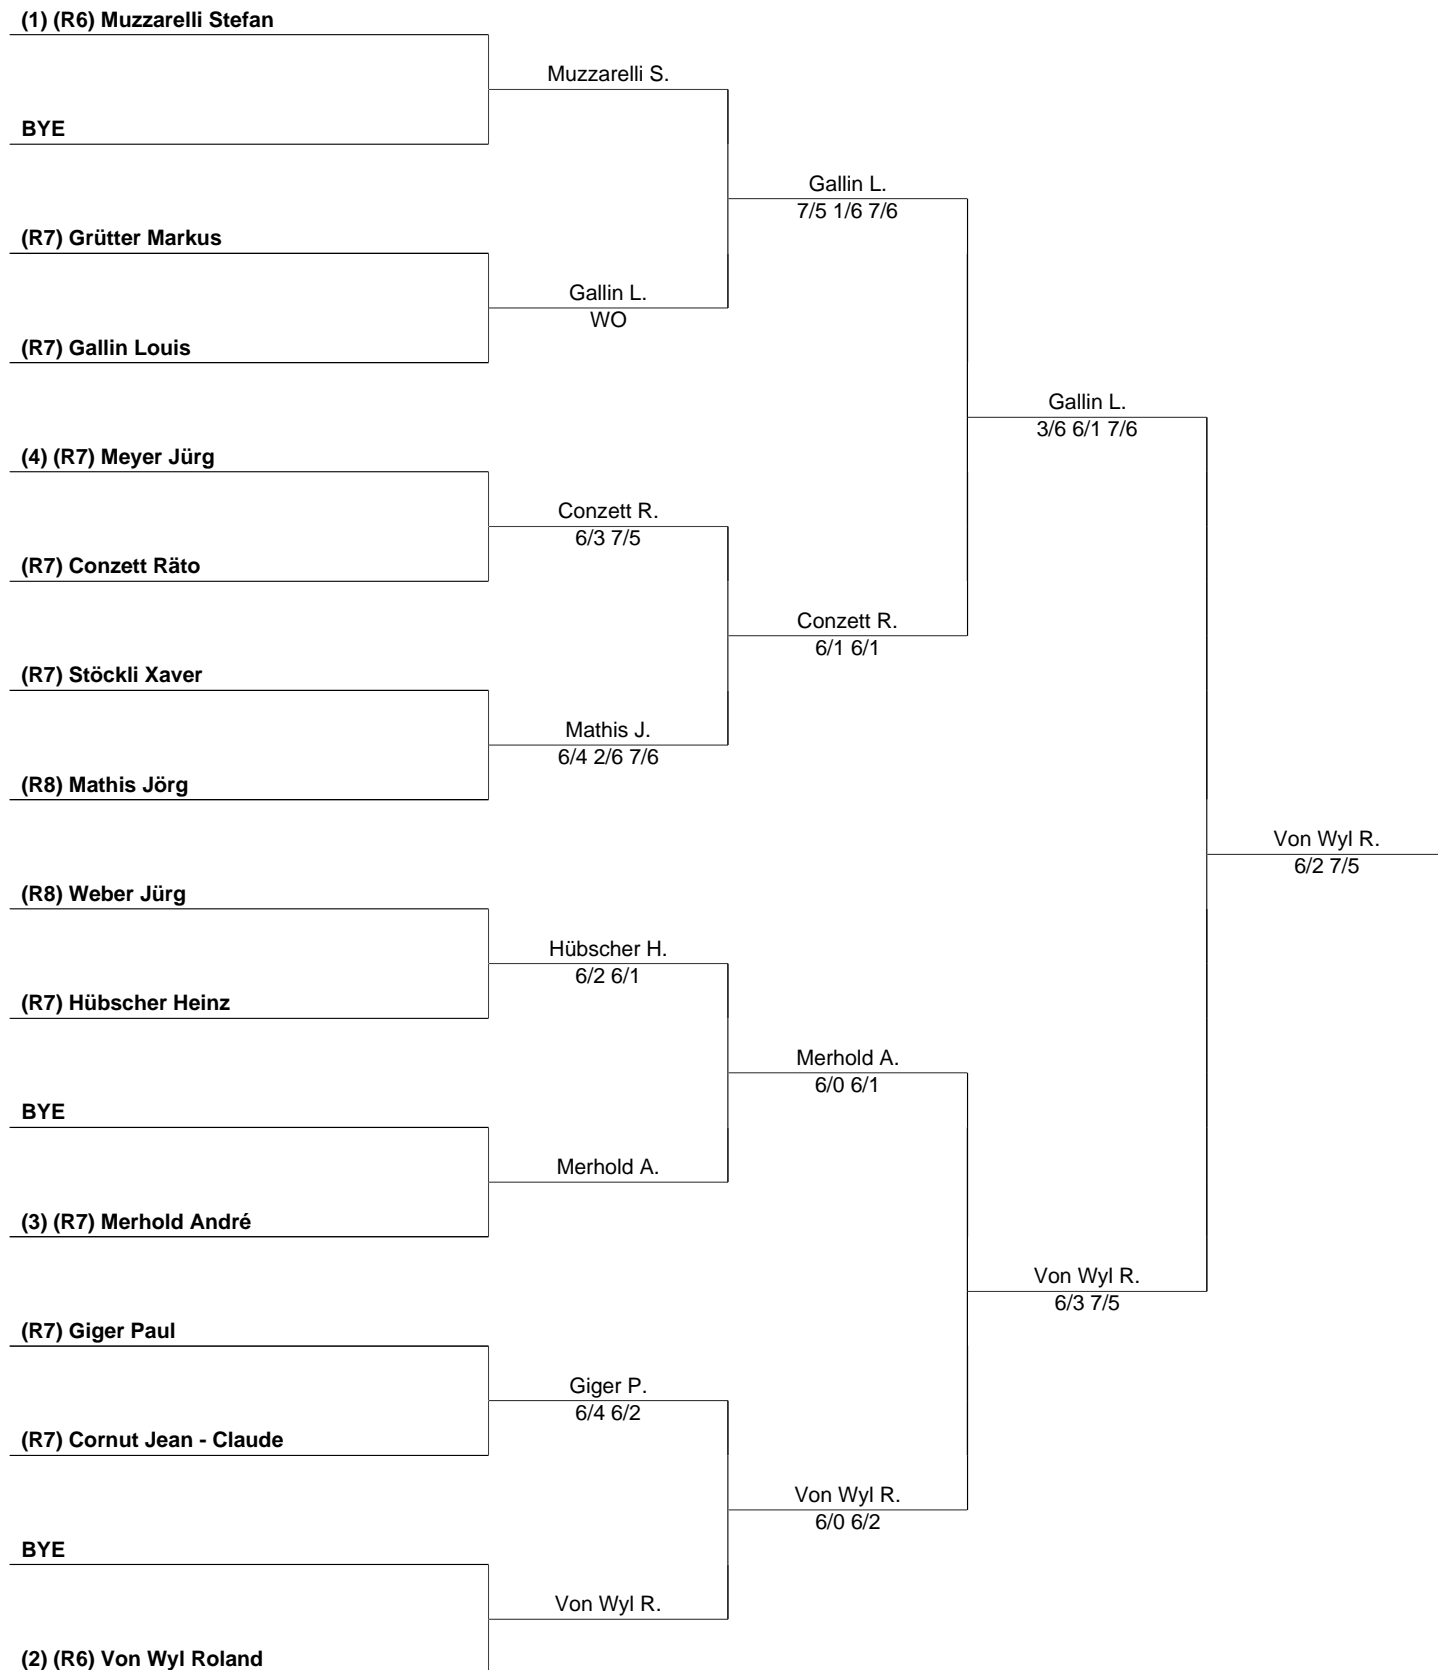 (1) (R6) Muzzarelli Stefan
Muzzarelli S.
BYE
Gallin L.
7/5 1/6 7/6
(R7) Grütter Markus
Gallin L.
WO
(R7) Gallin Louis
Gallin L.
3/6 6/1 7/6
(4) (R7) Meyer Jürg
Conzett R.
6/3 7/5
(R7) Conzett Räto
Conzett R.
6/1 6/1
(R7) Stöckli Xaver
Mathis J.
6/4 2/6 7/6
(R8) Mathis Jörg
Von Wyl R.
6/2 7/5
(R8) Weber Jürg
Hübscher H.
6/2 6/1
(R7) Hübscher Heinz
Merhold A.
6/0 6/1
BYE
Merhold A.
(3) (R7) Merhold André
Von Wyl R.
6/3 7/5
(R7) Giger Paul
Giger P.
6/4 6/2
(R7) Cornut Jean - Claude
Von Wyl R.
6/0 6/2
BYE
Von Wyl R.
(2) (R6) Von Wyl Roland